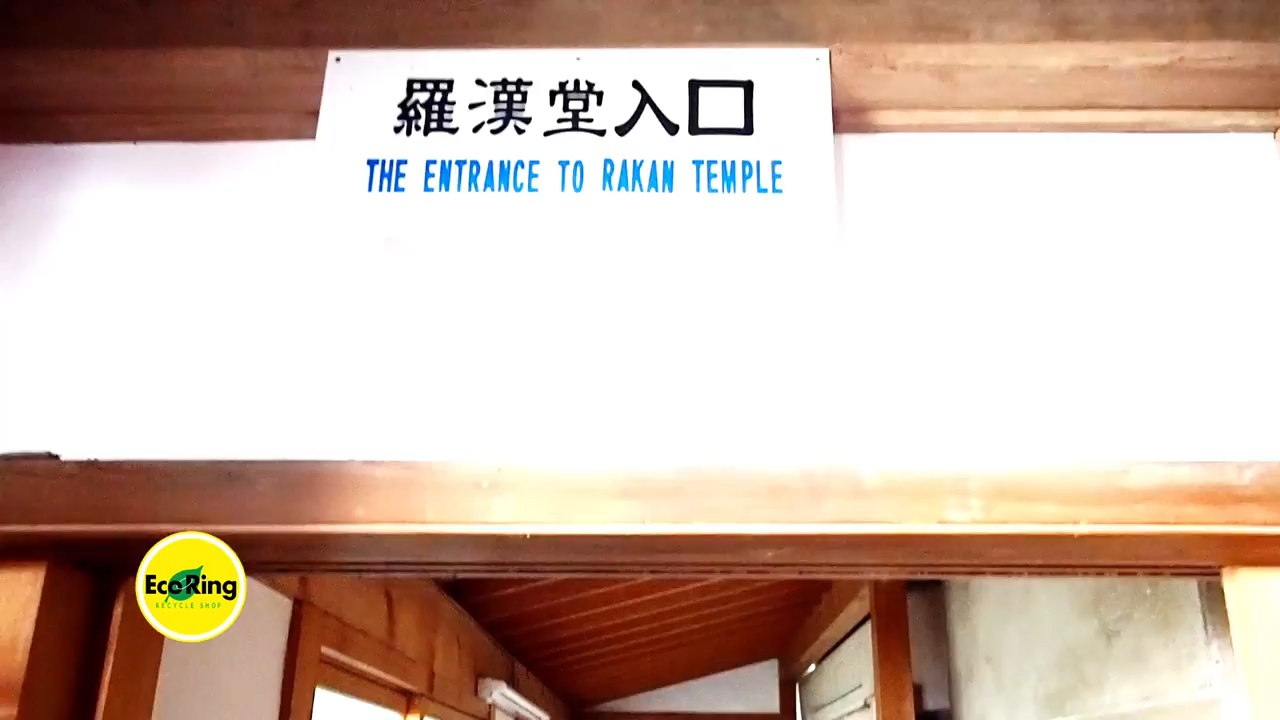 羅漢堂入口
THE ENTRANCE TO RAKAN TEMPLE
EcoRing
RECYCLE SHOP